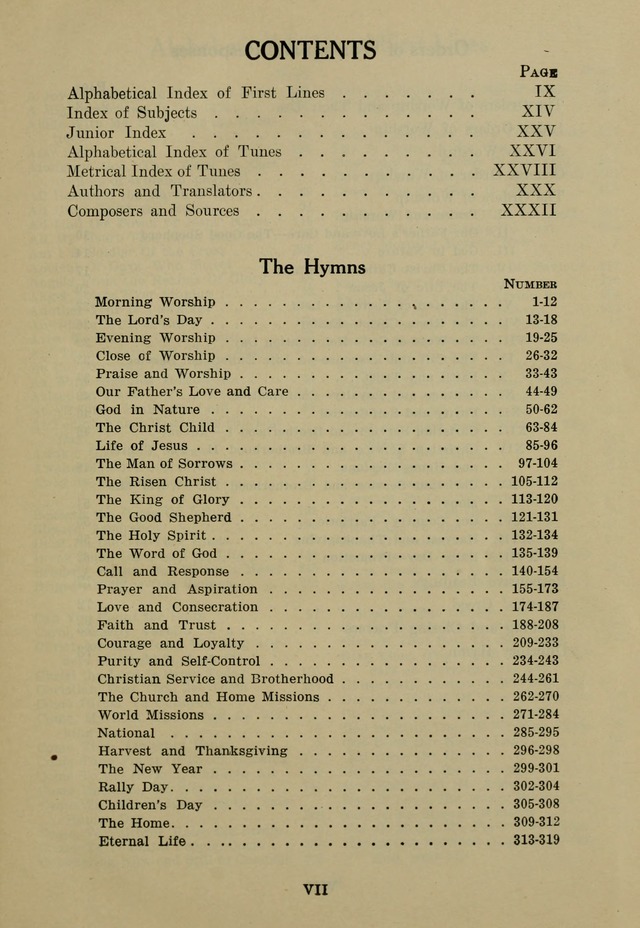 CONTENTS
PAGE
Alphabetical Index of First Lines . . . . . . . IX
Index of Subjects . . . . . . . . . . . . . XIV
Junior Index . . . . . . . . . . . . . . XXV
Alphabetical Index of Tunes . . . . . . . . . XXVI
Metrical Index of Tunes . . . . . . . . . . . XXVIII
Authors and Translators . . . . . . . . . . . XXX
Composers and Sources . . . . . . . . . . . XXXII
The Hymns
NUMBER
Morning Worship . . . . . . . . . . . . . . . . . . . . 1-12
The Lord's Day . . . . . . . . . . . . . . . . . . . . . 13-18
Evening Worship . . . . . . . . . . . . . . . . . . . . 19-25
Close of Worship . . . . . . . . . . . . . . . . . . . . 26-32
Praise and Worship . . . . . . . . . . . . . . . . . . . 33-43
Our Father's Love and Care . . . . . . . . . . . . . . . 44-49
God in Nature . . . . . . . . . . . . . . . . . . . . . 50-62
The Christ Child . . . . . . . . . . . . . . . . . . . . 63-84
Life of Jesus . . . . . . . . . . . . . . . . . . . . . . 85-96
The Man of Sorrows . . . . . . . . . . . . . . . . . . . 97-104
The Risen Christ . . . . . . . . . . . . . . . . . . . . 105-112
The King of Glory . . . . . . . . . . . . . . . . . . . 113-120
The Good Shepherd . . . . . . . . . . . . . . . . . . . 121-131
The Holy Spirit . . . . . . . . . . . . . . . . . . . . . 132-134
The Word of God . . . . . . . . . . . . . . . . . . . . 135-139
Call and Response . . . . . . . . . . . . . . . . . . . 140-154
Prayer and Aspiration . . . . . . . . . . . . . . . . . 155-173
Love and Consecration . . . . . . . . . . . . . . . . . 174-187
Faith and Trust . . . . . . . . . . . . . . . . . . . . 188-208
Courage and Loyalty . . . . . . . . . . . . . . . . . . 209-233
Purity and Self-Control . . . . . . . . . . . . . . . . . 234-243
Christian Service and Brotherhood . . . . . . . . . . . . 244-261
The Church and Home Missions . . . . . . . . . . . . . 262-270
World Missions . . . . . . . . . . . . . . . . . . . . . 271-284
National . . . . . . . . . . . . . . . . . . . . . . . 285-295
Harvest and Thanksgiving . . . . . . . . . . . . . . . 296-298
The New Year . . . . . . . . . . . . . . . . . . . . . 299-301
Rally Day . . . . . . . . . . . . . . . . . . . . . . . 302-304
Children's Day . . . . . . . . . . . . . . . . . . . . . 305-308
The Home . . . . . . . . . . . . . . . . . . . . . . . 309-312
Eternal Life . . . . . . . . . . . . . . . . . . . . . . 313-319
VII